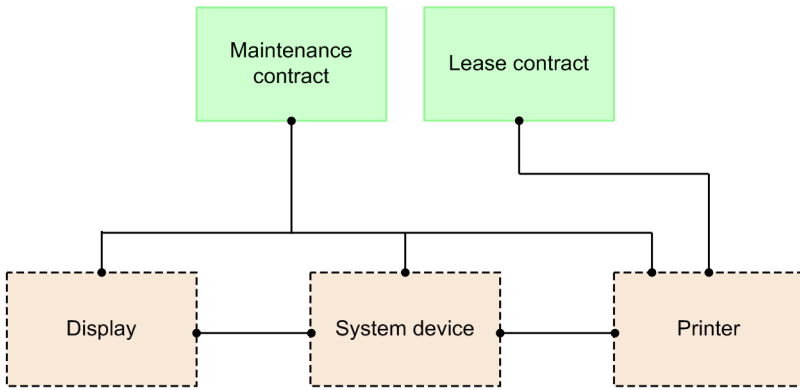 Maintenance
contract
Lease contract
Display
System device
Printer